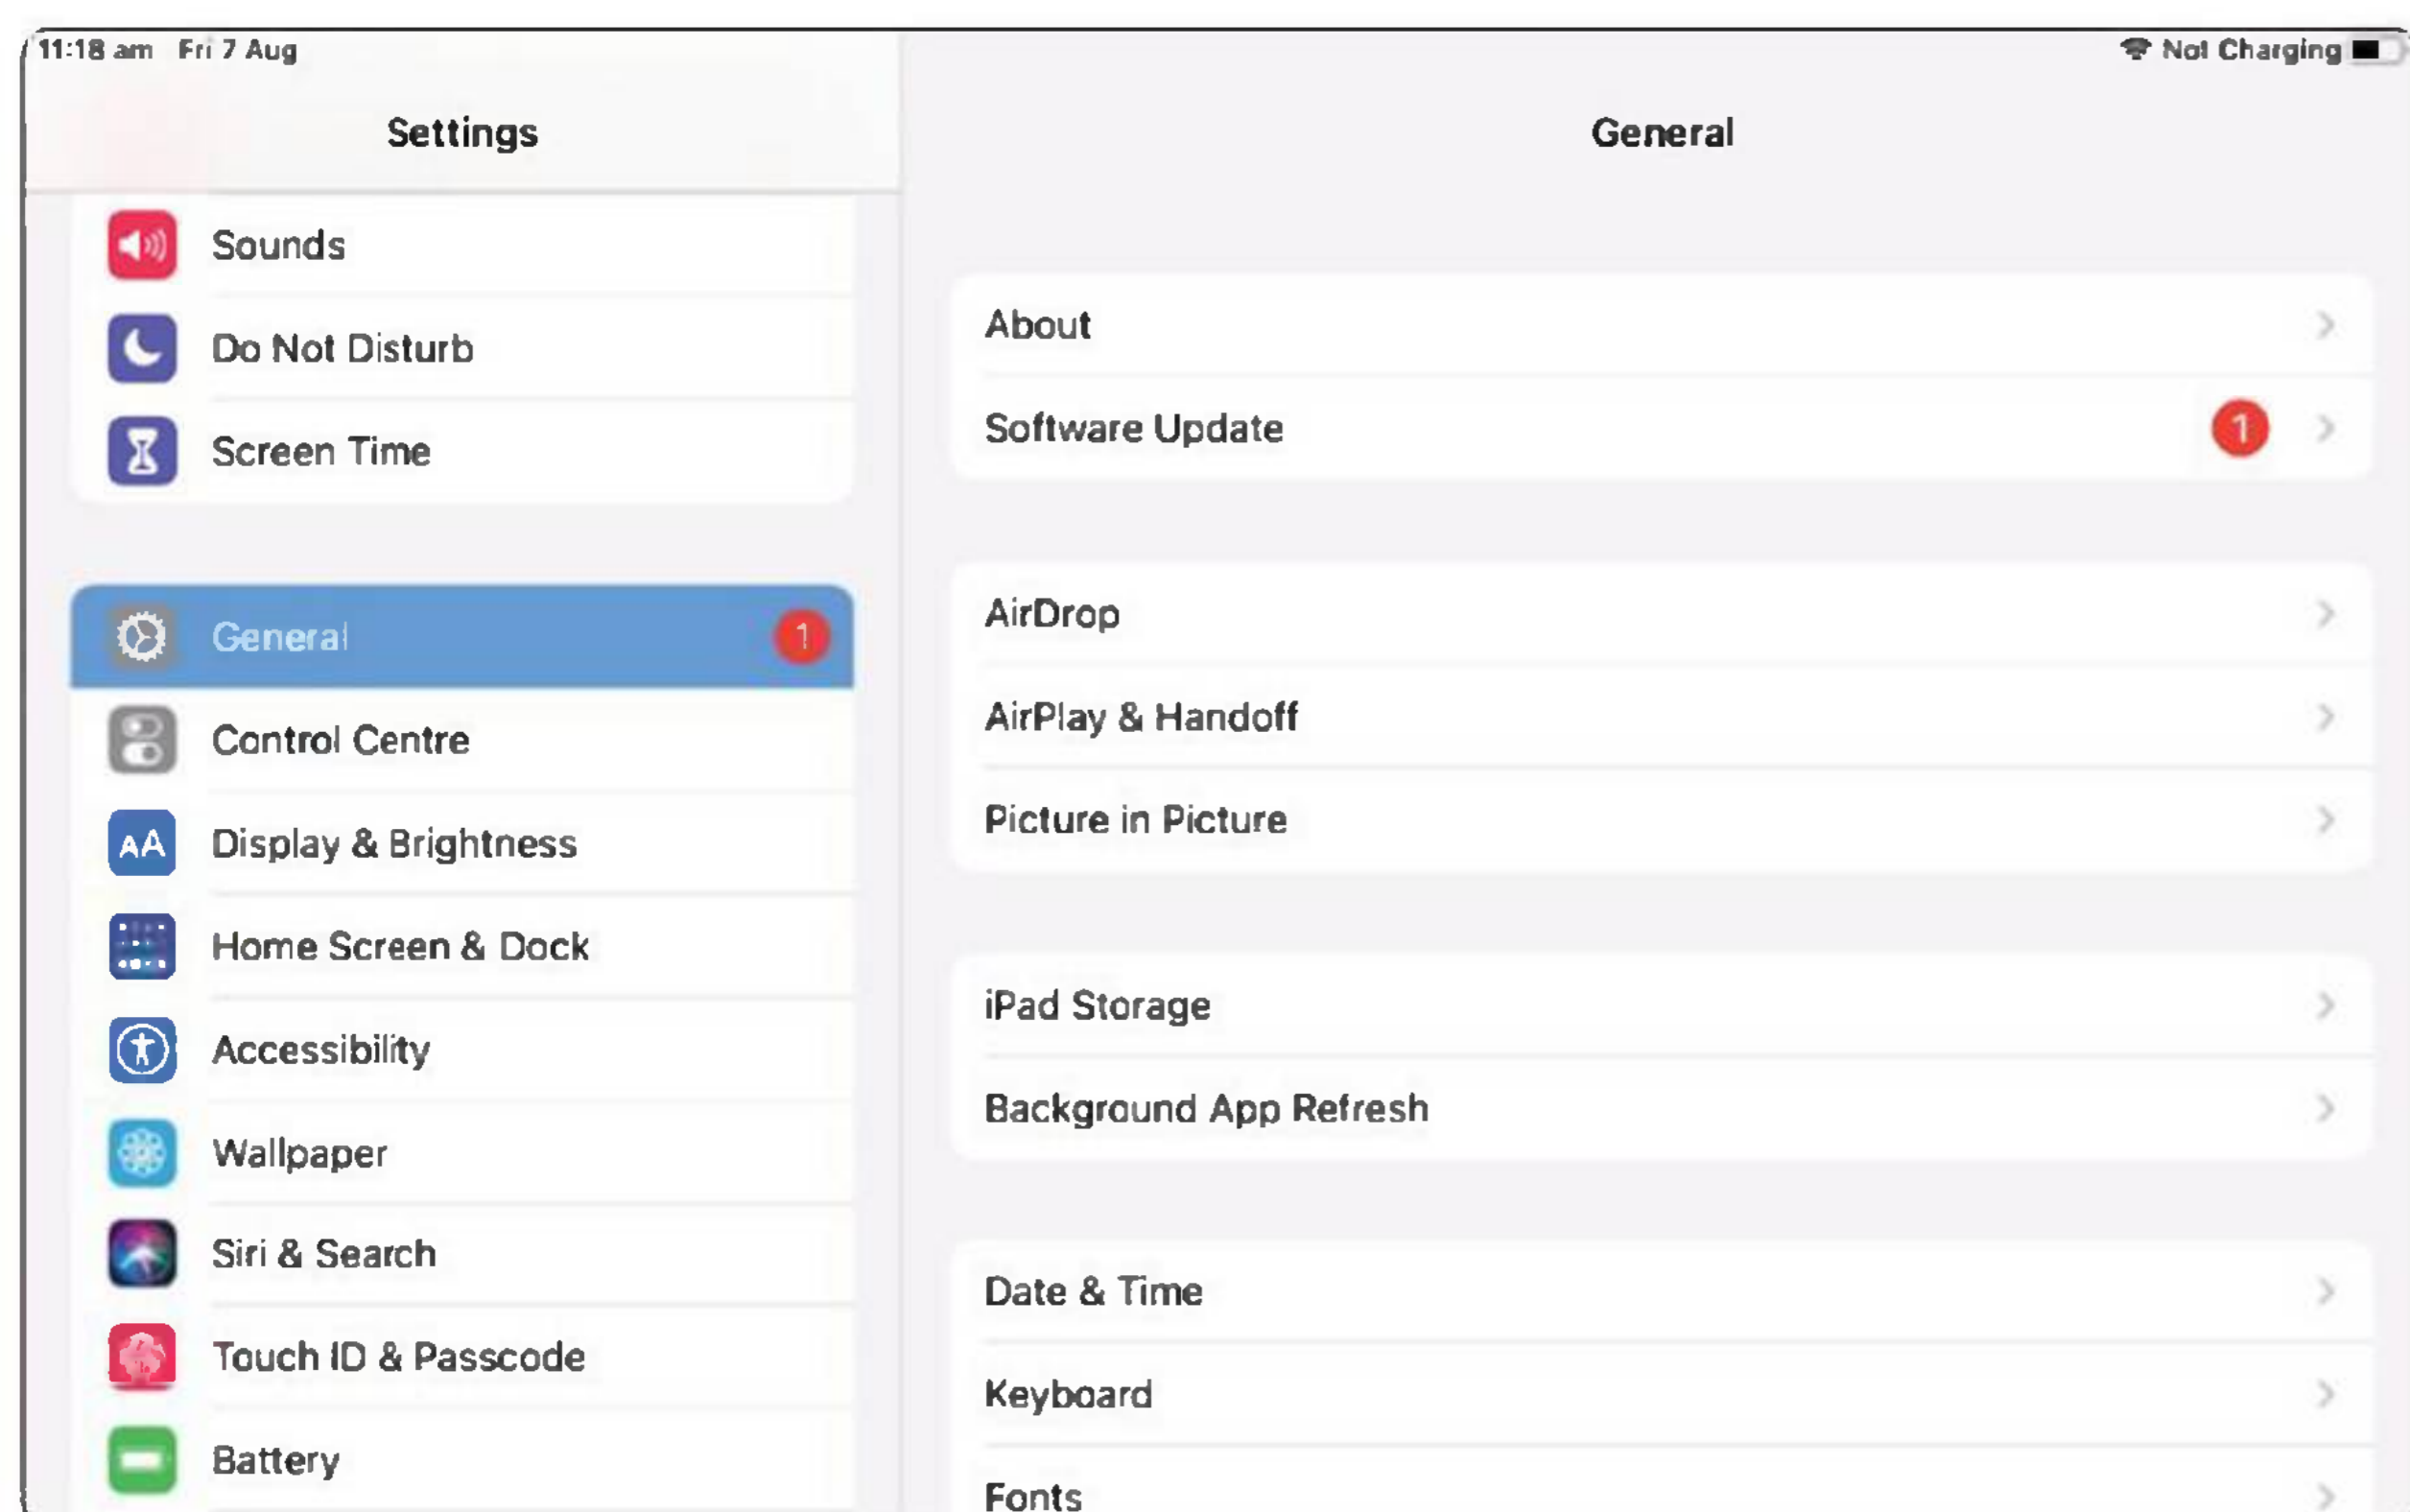 11:18 am Fri 7 Aug
Not Charging
Settings
Sounds
Do Not Disturb
Screen Time
General 1
Control Centre
AA Display & Brightness
Home Screen & Dock
Accessibility
Wallpaper
Siri & Search
Touch ID & Passcode
Battery
General
About
Software Update 1
AirDrop
AirPlay & Handoff
Picture in Picture
iPad Storage
Background App Refresh
Date & Time
Keyboard
Fonts